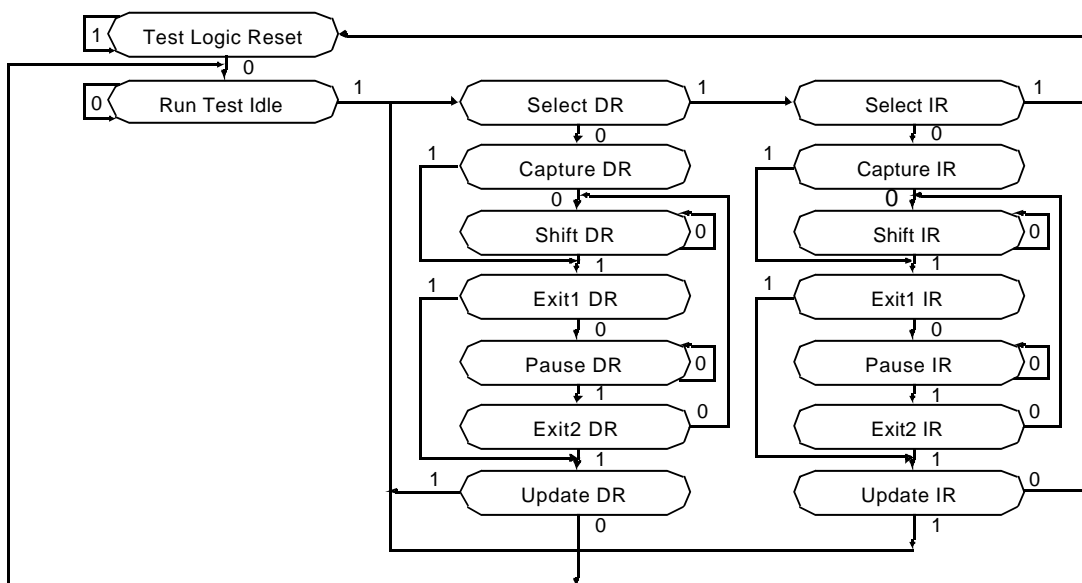 1
Test Logic Reset
0
0
Run Test Idle
1
Select DR
1
Select IR
1
0
0
1
Capture DR
1
Capture IR
0
0
Shift DR
0
Shift IR
0
1
1
1
Exit1 DR
1
Exit1 IR
0
0
Pause DR
0
Pause IR
0
1
1
Exit2 DR
0
Exit2 IR
0
1
1
1
Update DR
Update IR
0
0
1